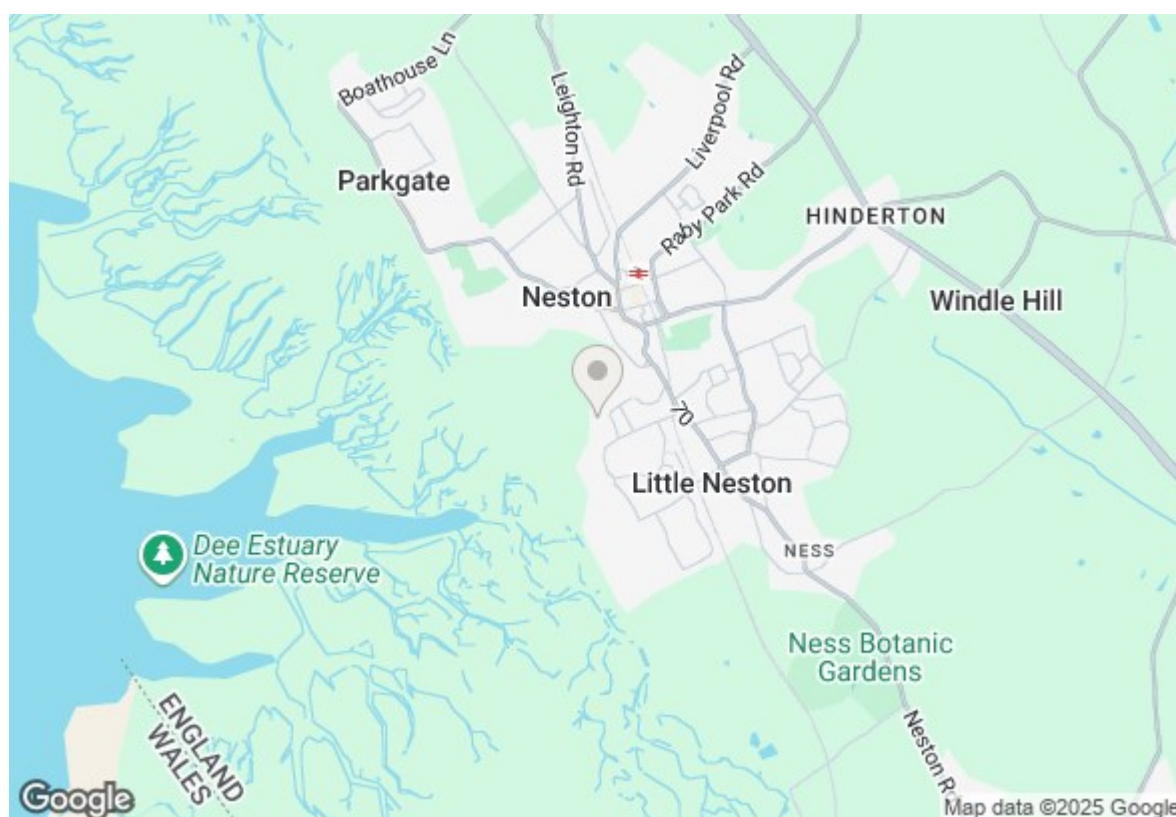 Boathouse Ln
Leighton Rd
Liverpool Rd
Parkgate
Raby Park Rd
HINDERTON
Neston
Windle Hill
70
Little Neston
Dee Estuary
Nature Reserve
NESS
Ness Botanic
Gardens
ENGLAND
WALES
Neston Rd
Google
Map data ©2025 Google